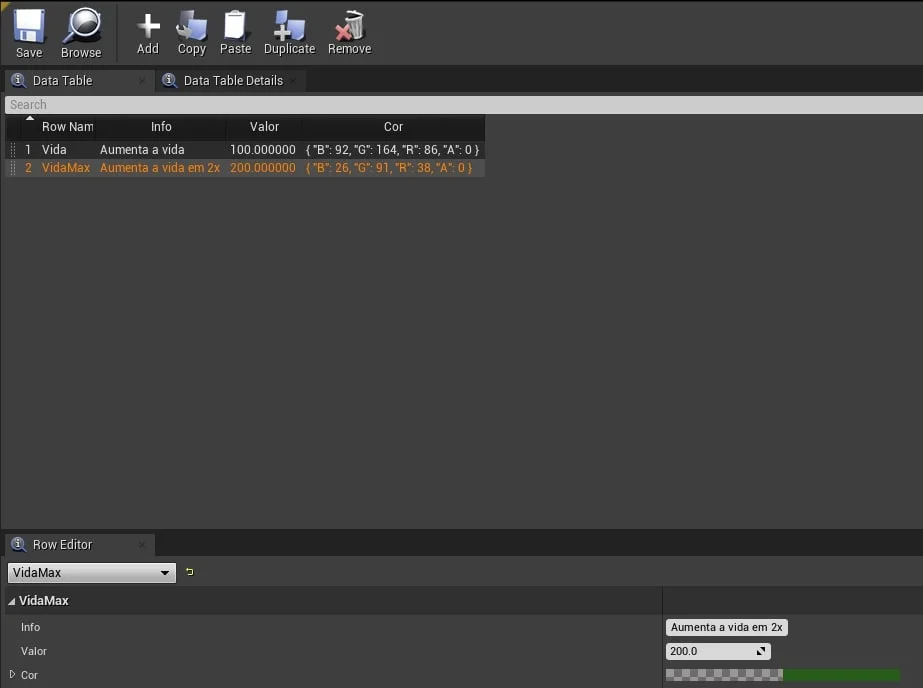 Save Browse Add Copy Paste Duplicate Remove
Data Table Data Table Details
Search
Row Nam Info Valor Cor
1 Vida Aumenta a vida 100.000000 { "B": 92, "G": 164, "R": 86, "A": 0 }
2 VidaMax Aumenta a vida em 2x 200.000000 { "B": 26, "G": 91, "R": 38, "A": 0 }
Row Editor
VidaMax
VidaMax
Info Aumenta a vida em 2x
Valor 200.0
Cor